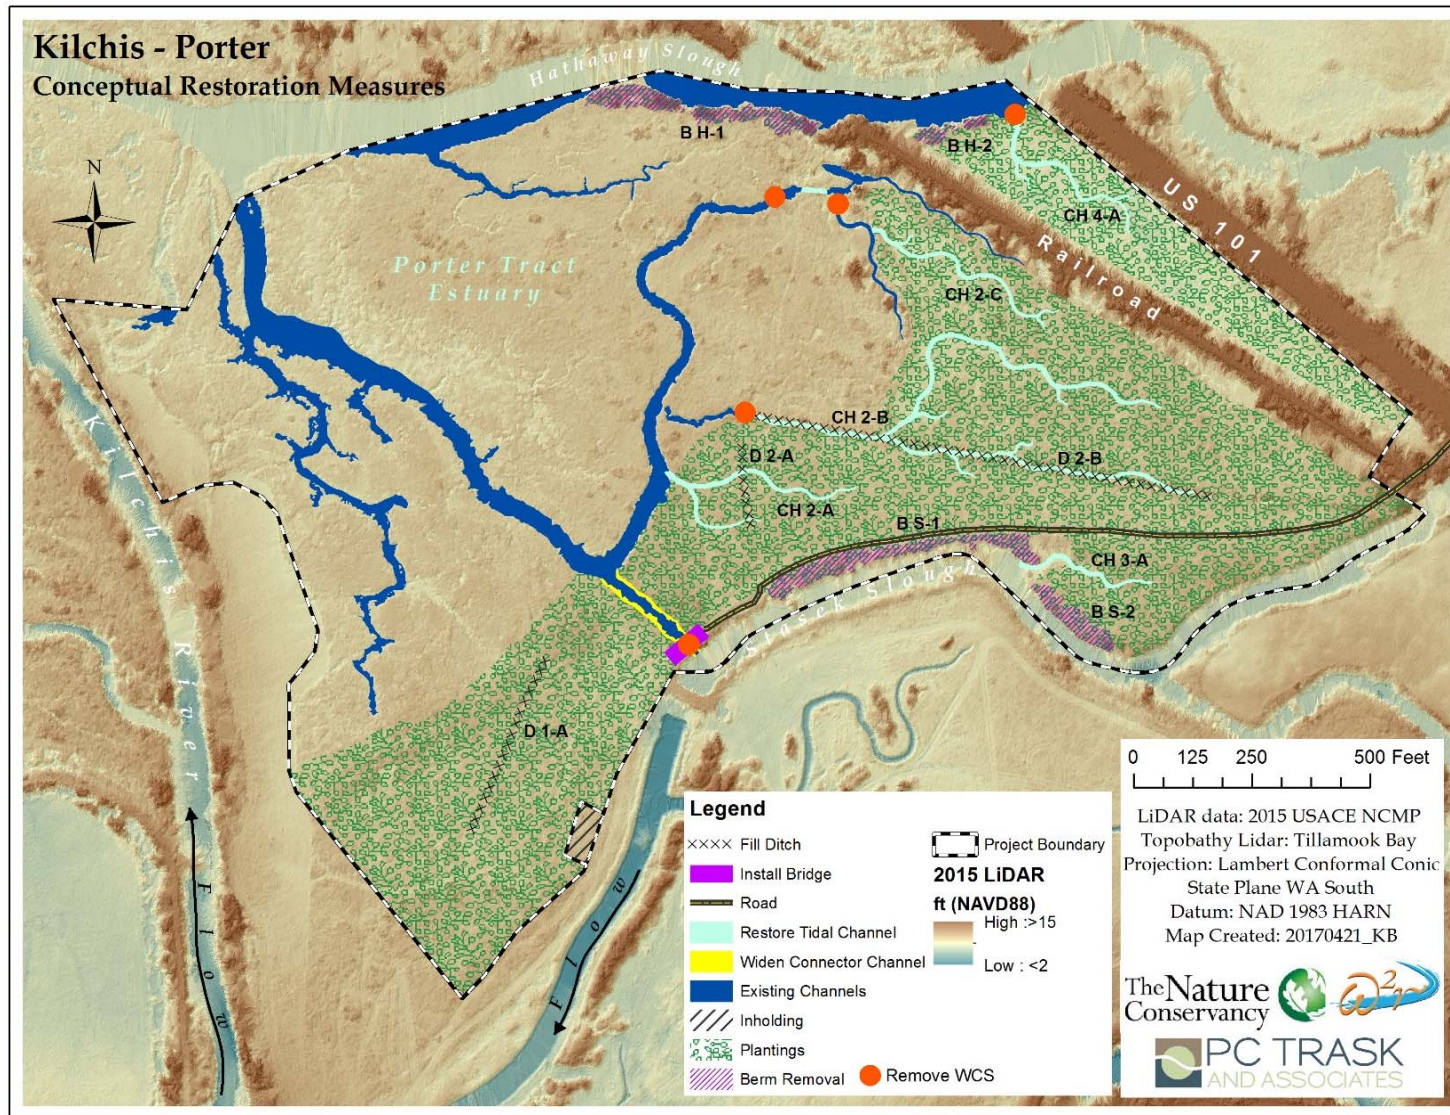 Kilchis - Porter
Conceptual Restoration Measures
Hathaway Slough
N
B H-1
B H-2
CH 4-A
US 101
Railroad
Porter Tract
Estuary
CH 2-C
CH 2-B
D 2-A
D 2-B
CH 2-A
B S-1
CH 3-A
B S-2
Stasek Slough
Kilchis River
D 1-A
Flow
Flow
Legend
Fill Ditch
Install Bridge
Road
Restore Tidal Channel
Widen Connector Channel
Existing Channels
Inholding
Plantings
Berm Removal
Remove WCS
Project Boundary
2015 LiDAR
ft (NAVD88)
High :>15
Low : <2
0 125 250 500 Feet
LiDAR data: 2015 USACE NCMP
Topobathy Lidar: Tillamook Bay
Projection: Lambert Conformal Conic
State Plane WA South
Datum: NAD 1983 HARN
Map Created: 20170421_KB
The Nature
Conservancy
w2r
PC TRASK
AND ASSOCIATES